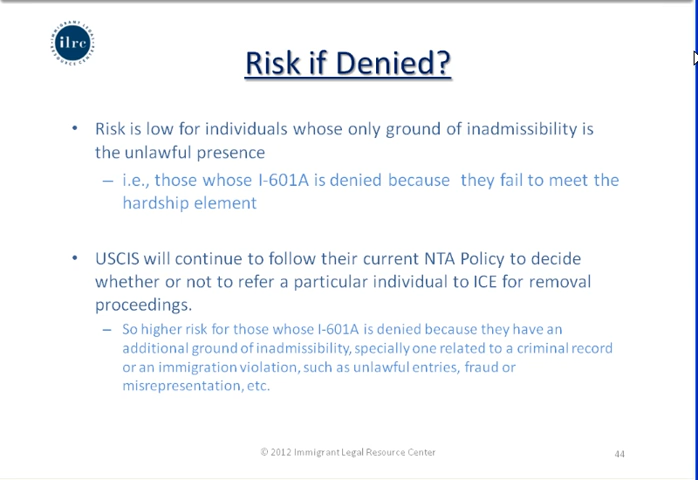 ilrc
Risk if Denied?
• Risk is low for individuals whose only ground of inadmissibility is
the unlawful presence
– i.e., those whose I-601A is denied because  they fail to meet the
hardship element
• USCIS will continue to follow their current NTA Policy to decide
whether or not to refer a particular individual to ICE for removal
proceedings.
– So higher risk for those whose I-601A is denied because they have an
additional ground of inadmissibility, specially one related to a criminal record
or an immigration violation, such as unlawful entries, fraud or
misrepresentation, etc.
© 2012 Immigrant Legal Resource Center
44